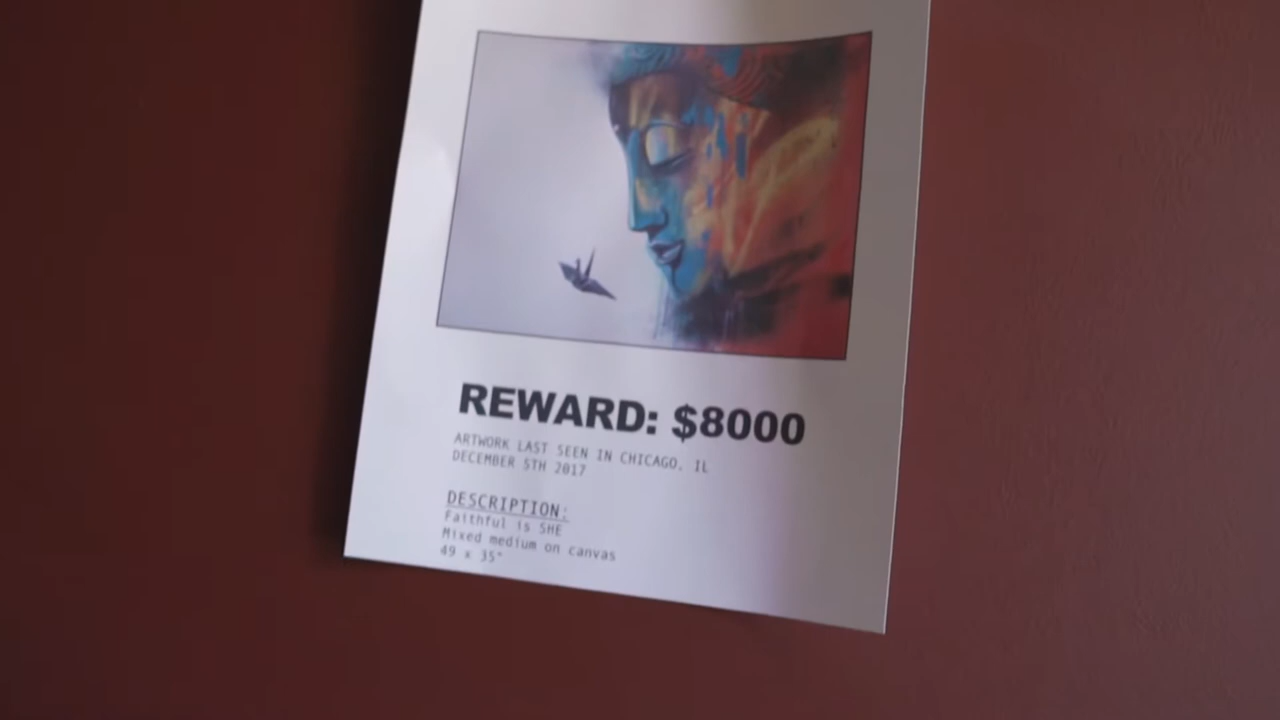 REWARD: $8000
ARTWORK LAST SEEN IN CHICAGO, IL
DECEMBER 5TH 2017
DESCRIPTION:
Faithful is SHE
Mixed medium on canvas
49 x 35"